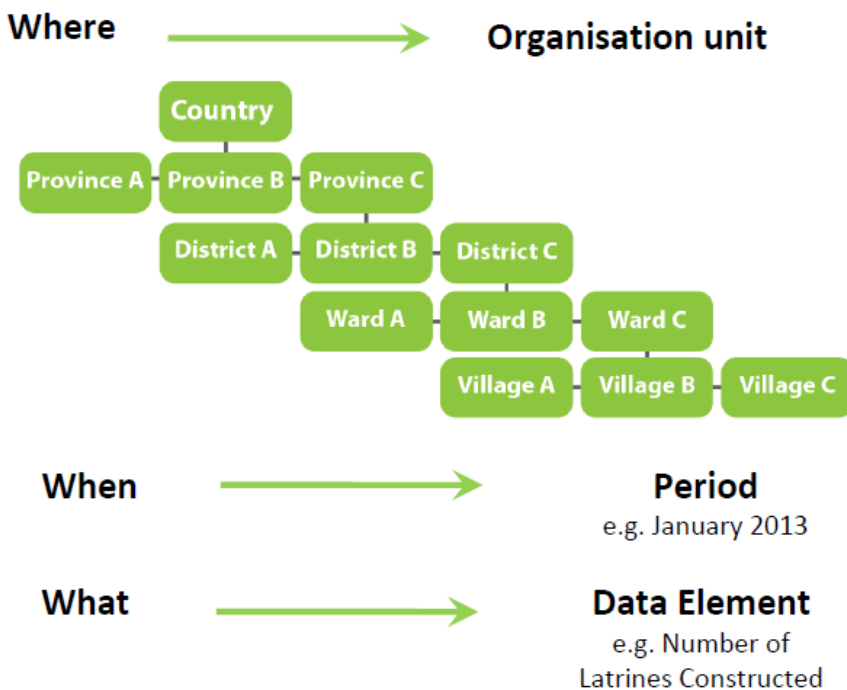 Where
Organisation unit
Country
Province A
Province B
Province C
District A
District B
District C
Ward A
Ward B
Ward C
Village A
Village B
Village C
When
Period
e.g. January 2013
What
Data Element
e.g. Number of
Latrines Constructed